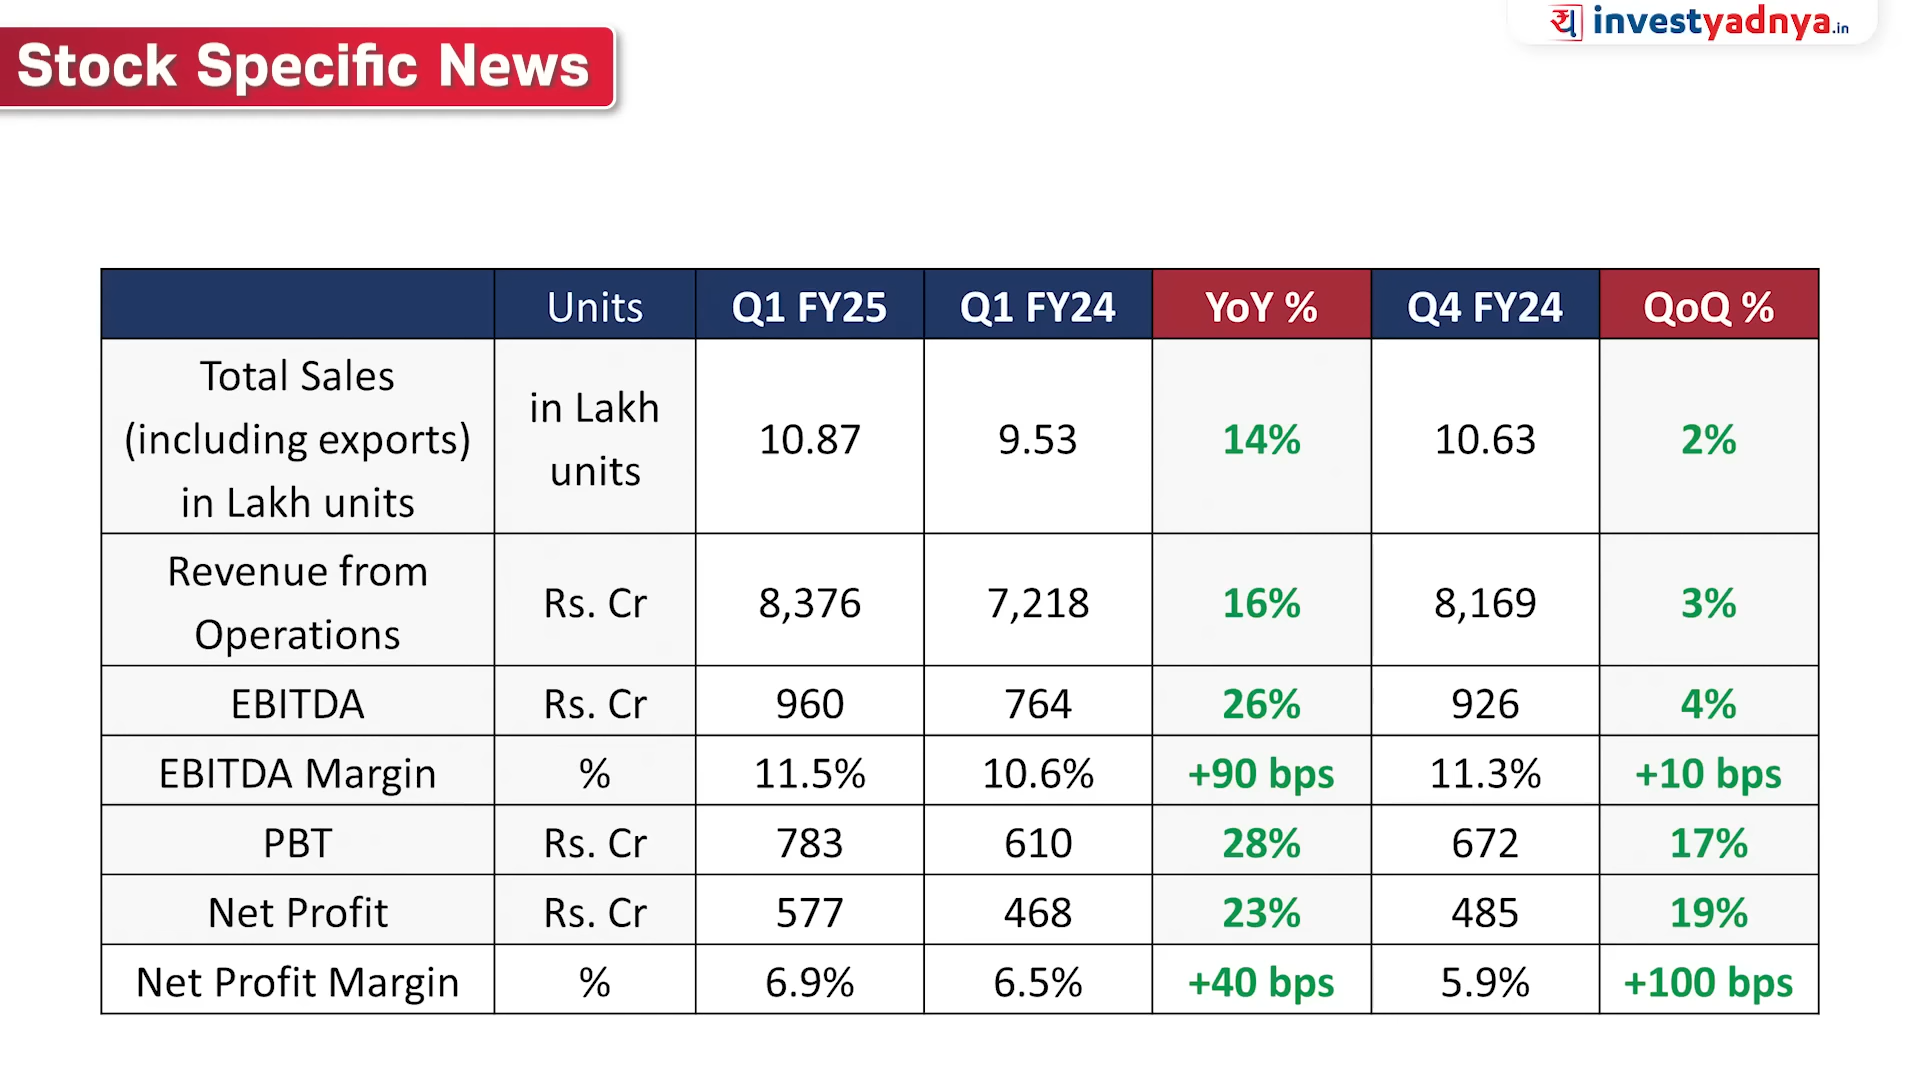 investyadnya.in
Stock Specific News
Units Q1 FY25 Q1 FY24 YoY % Q4 FY24 QoQ %
Total Sales
(including exports)
in Lakh units
in Lakh
units
10.87 9.53 14% 10.63 2%
Revenue from
Operations
Rs. Cr 8,376 7,218 16% 8,169 3%
EBITDA Rs. Cr 960 764 26% 926 4%
EBITDA Margin % 11.5% 10.6% +90 bps 11.3% +10 bps
PBT Rs. Cr 783 610 28% 672 17%
Net Profit Rs. Cr 577 468 23% 485 19%
Net Profit Margin % 6.9% 6.5% +40 bps 5.9% +100 bps